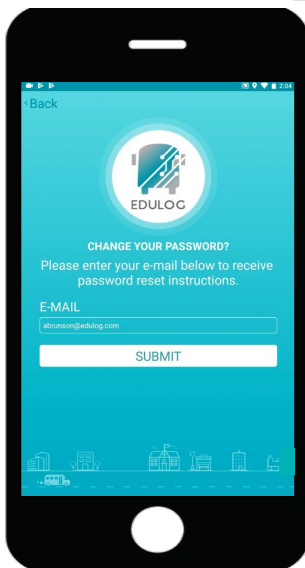 2:04
‹Back
EDULOG
CHANGE YOUR PASSWORD?
Please enter your e-mail below to receive
password reset instructions.
E-MAIL
abrunson@edulog.com
SUBMIT